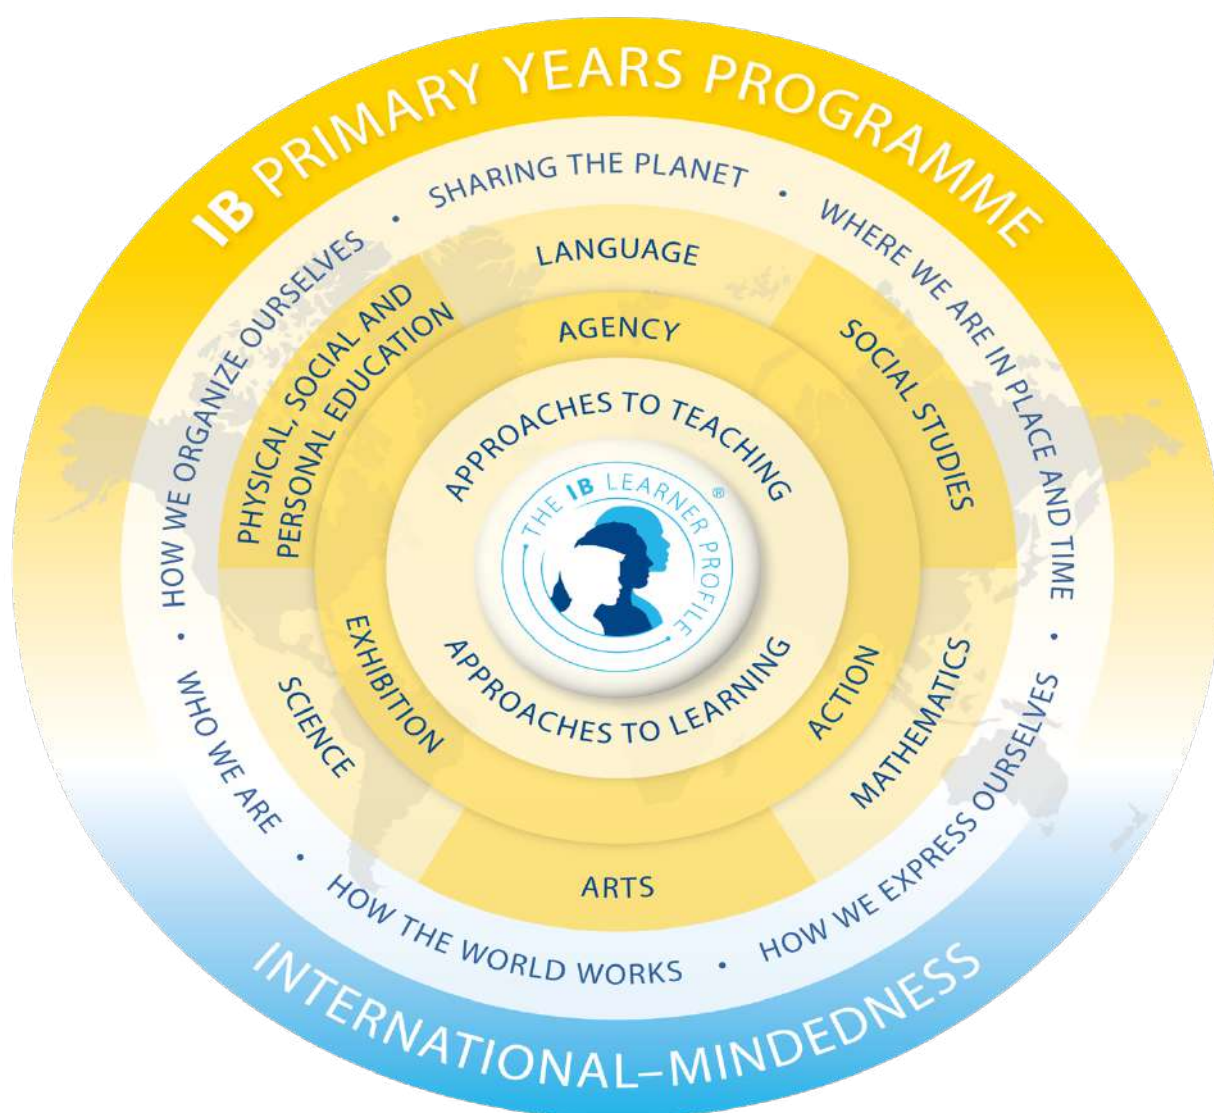 IB PRIMARY YEARS PROGRAMME
SHARING THE PLANET
•
WHERE WE ARE IN PLACE AND TIME
•
HOW WE EXPRESS OURSELVES
•
HOW THE WORLD WORKS
•
WHO WE ARE
•
HOW WE ORGANIZE OURSELVES
•
LANGUAGE
SOCIAL STUDIES
MATHEMATICS
ARTS
SCIENCE
PHYSICAL, SOCIAL AND
PERSONAL EDUCATION
AGENCY
ACTION
EXHIBITION
APPROACHES TO TEACHING
THE IB LEARNER PROFILE ®
APPROACHES TO LEARNING
INTERNATIONAL–MINDEDNESS